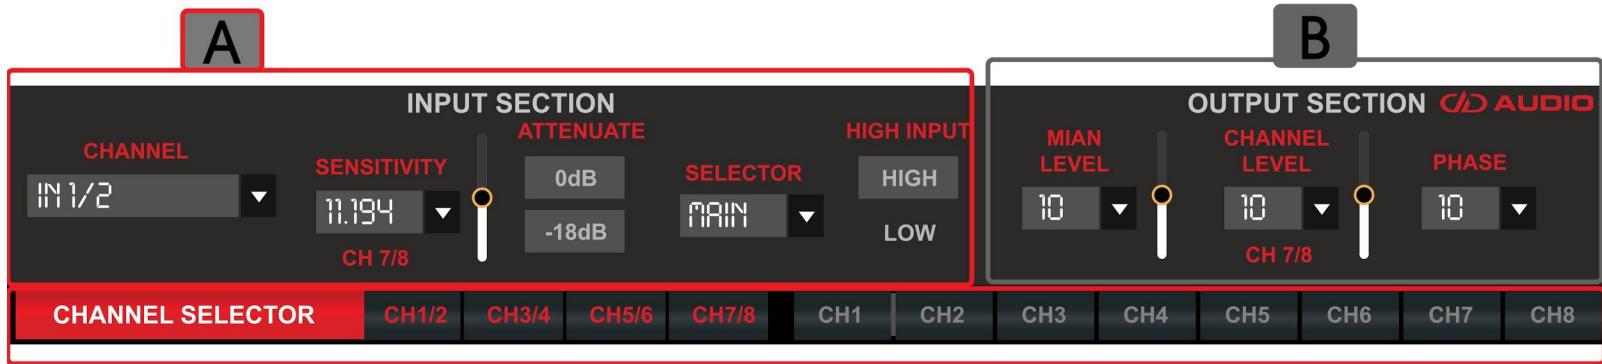 A
B
INPUT SECTION
CHANNEL
IN 1/2
SENSITIVITY
11.194
CH 7/8
ATTENUATE
0dB
-18dB
SELECTOR
MAIN
HIGH INPUT
HIGH
LOW
OUTPUT SECTION dD AUDIO
MIAN
LEVEL
10
CHANNEL
LEVEL
10
CH 7/8
PHASE
10
CHANNEL SELECTOR CH1/2 CH3/4 CH5/6 CH7/8 CH1 CH2 CH3 CH4 CH5 CH6 CH7 CH8